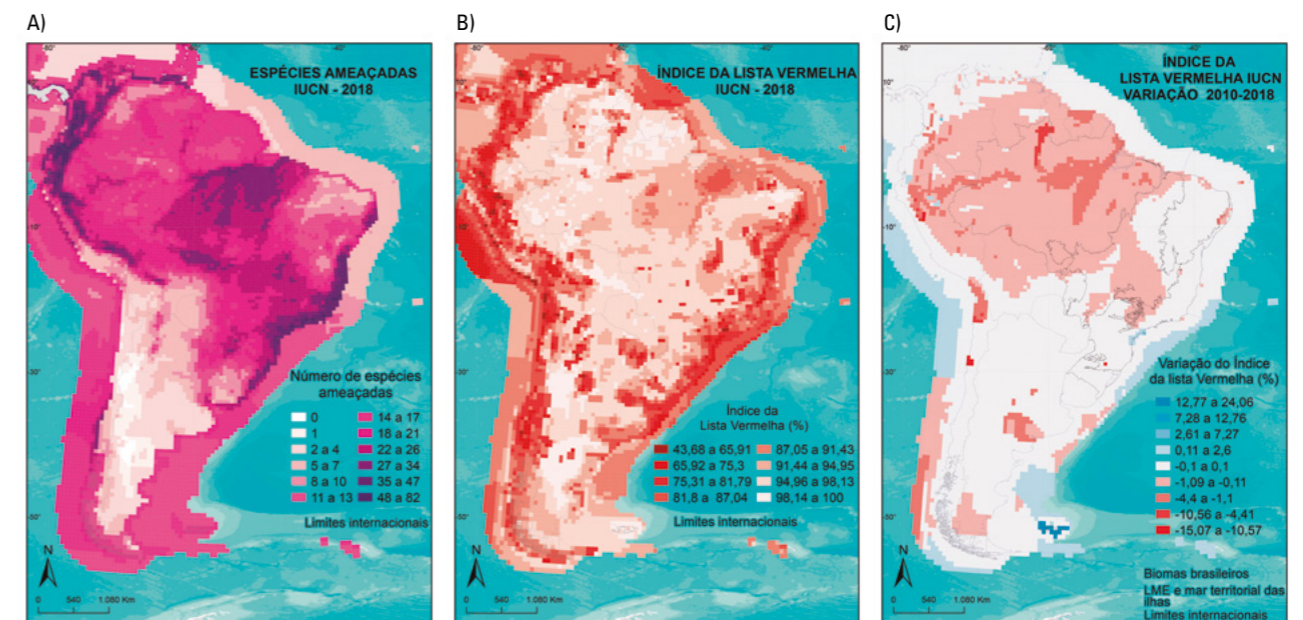 A)
-80°
-40°
ESPÉCIES AMEAÇADAS
IUCN - 2018
-10°
-30°
-50°
Número de espécies
ameaçadas
0
1
2 a 4
5 a 7
8 a 10
11 a 13
14 a 17
18 a 21
22 a 26
27 a 34
35 a 47
48 a 82
Limites internacionais
N
0 540 1.080 Km
B)
-80°
-40°
ÍNDICE DA LISTA VERMELHA
IUCN - 2018
-10°
-30°
-50°
Índice da
Lista Vermelha (%)
43,68 a 65,91
65,92 a 75,3
75,31 a 81,79
81,8 a 87,04
87,05 a 91,43
91,44 a 94,95
94,96 a 98,13
98,14 a 100
Limites internacionais
N
0 540 1.080 Km
C)
-80°
-40°
ÍNDICE DA
LISTA VERMELHA IUCN
VARIAÇÃO 2010-2018
-10°
-30°
-50°
Variação do Índice
da lista Vermelha (%)
12,77 a 24,06
7,28 a 12,76
2,61 a 7,27
0,11 a 2,6
-0,1 a 0,1
-1,09 a -0,11
-4,4 a -1,1
-10,56 a -4,41
-15,07 a -10,57
Biomas brasileiros
LME e mar territorial das
ilhas
Limites internacionais
N
0 540 1.080 Km